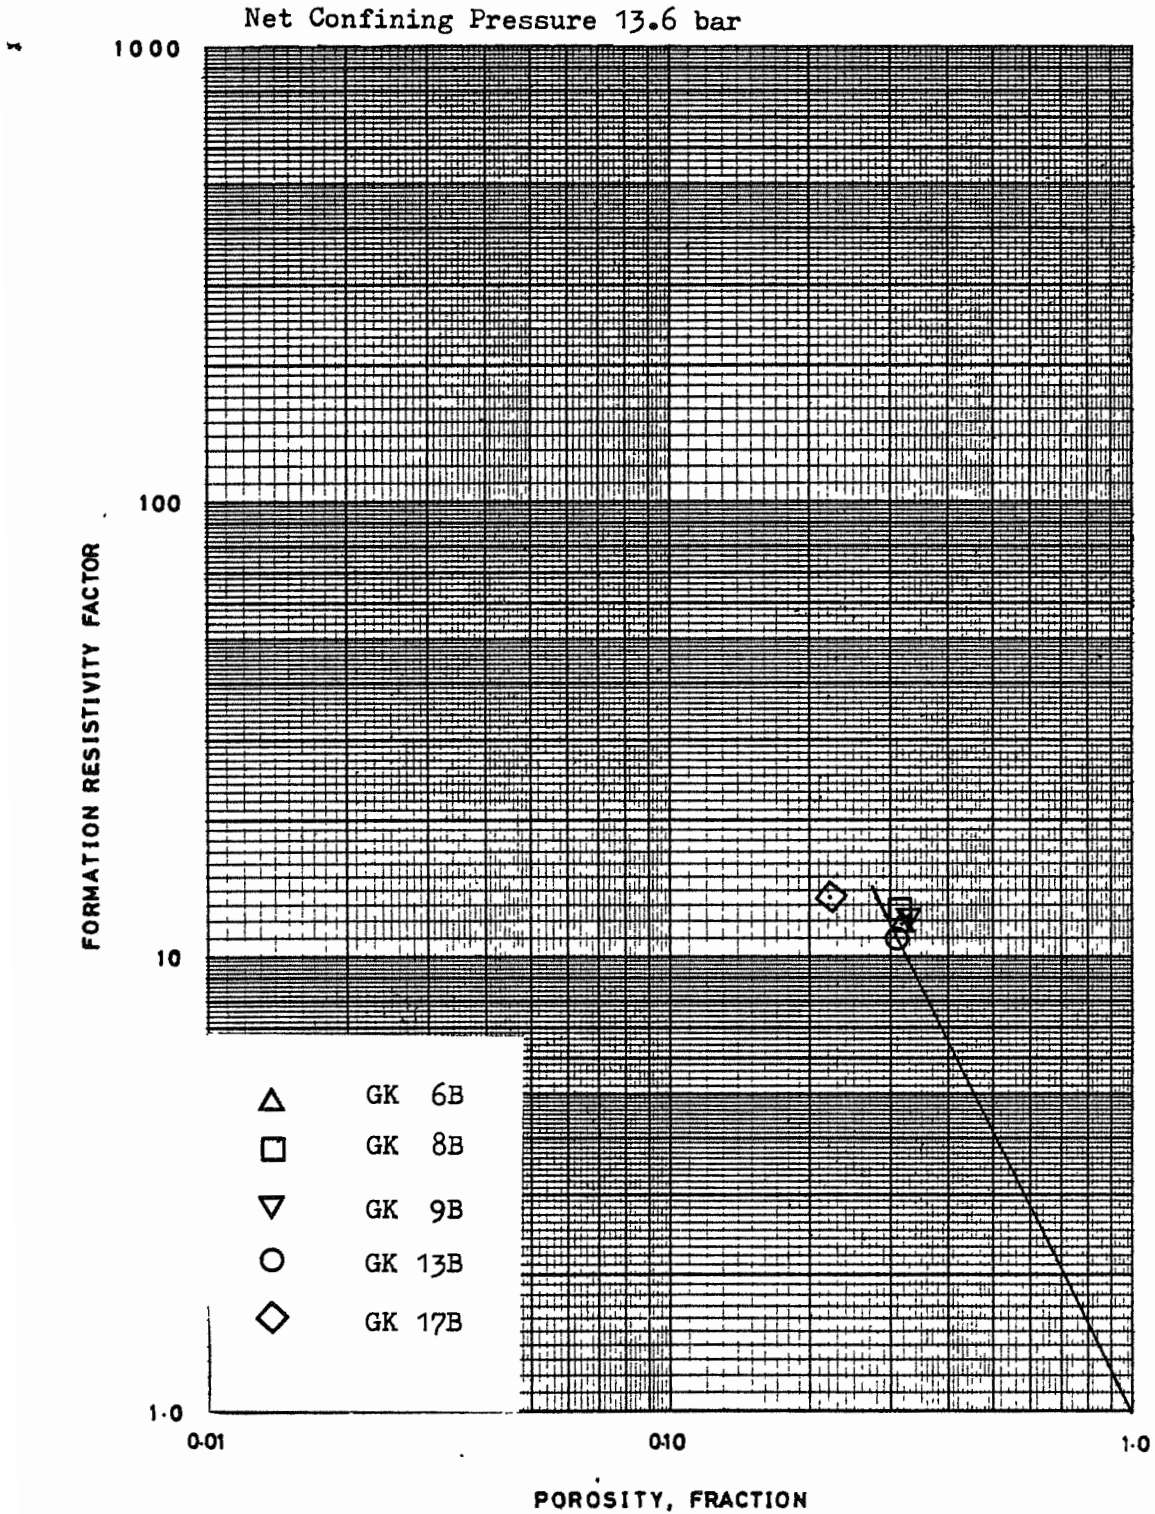 Net Confining Pressure 13.6 bar
1000
100
10
1.0
FORMATION RESISTIVITY FACTOR
GK 6B
GK 8B
GK 9B
GK 13B
GK 17B
0.01
0.10
1.0
POROSITY, FRACTION